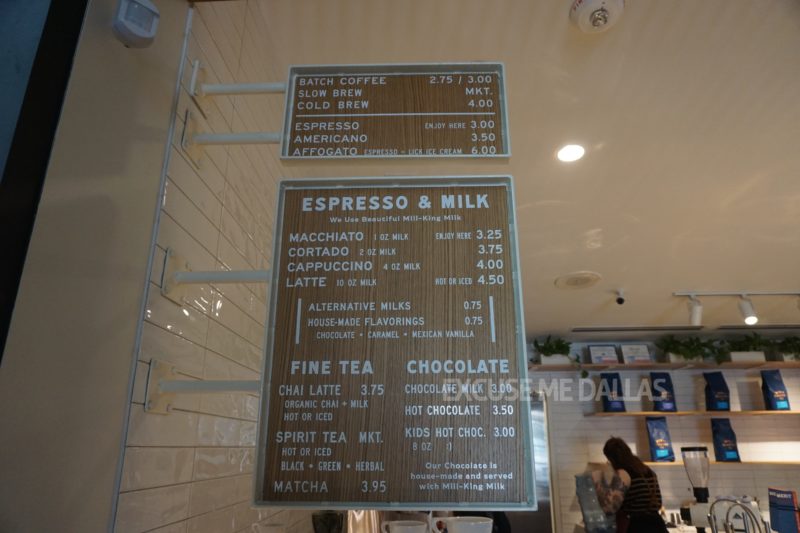 BATCH COFFEE 2.75 / 3.00
SLOW BREW MKT.
COLD BREW 4.00
ESPRESSO ENJOY HERE 3.00
AMERICANO 3.50
AFFOGATO ESPRESSO + LICK ICE CREAM 6.00
ESPRESSO & MILK
We Use Beautiful Mill-King Milk
MACCHIATO 1 OZ MILK ENJOY HERE 3.25
CORTADO 2 OZ MILK 3.75
CAPPUCCINO 4 OZ MILK 4.00
LATTE 10 OZ MILK HOT OR ICED 4.50
ALTERNATIVE MILKS 0.75
HOUSE-MADE FLAVORINGS 0.75
CHOCOLATE + CARAMEL + MEXICAN VANILLA
FINE TEA
CHAI LATTE 3.75
ORGANIC CHAI + MILK
HOT OR ICED
SPIRIT TEA MKT.
HOT OR ICED
BLACK + GREEN + HERBAL
MATCHA 3.95
CHOCOLATE
CHOCOLATE MILK 3.00
HOT CHOCOLATE 3.50
KIDS HOT CHOC. 3.00
8 OZ :)
Our Chocolate is
house-made and served
with Mill-King Milk
EXCUSE ME DALLAS